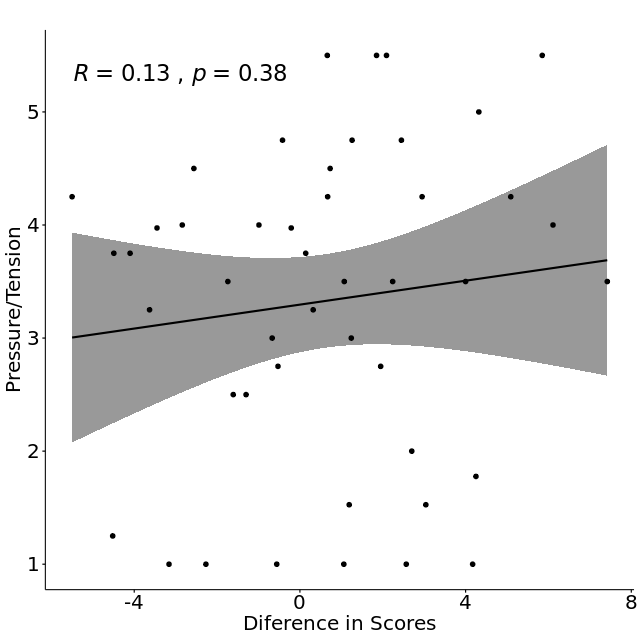 R = 0.13 , p = 0.38
5
4
3
2
1
Pressure/Tension
-4 0 4 8
Diference in Scores